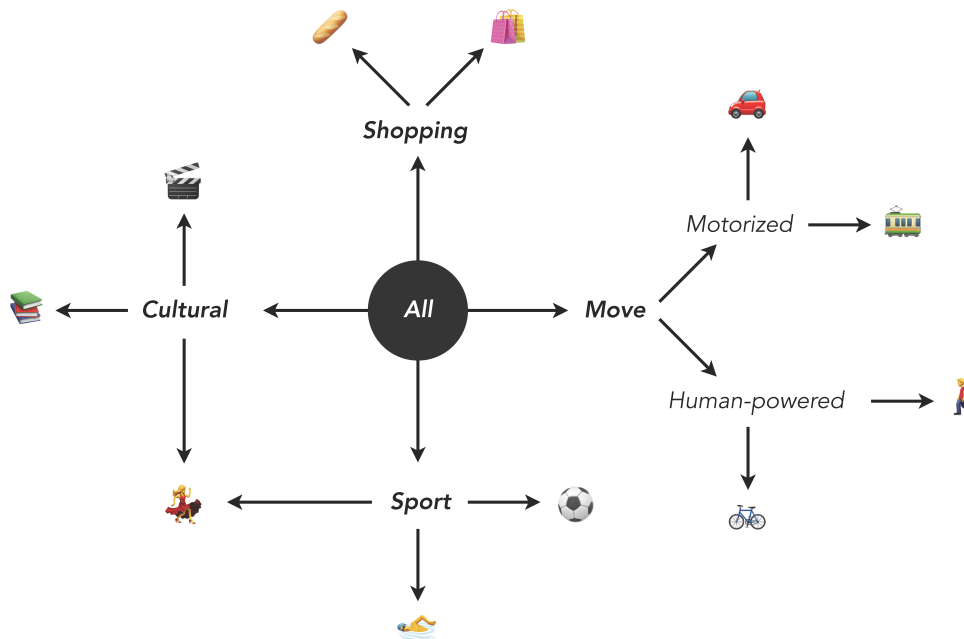 Shopping
Motorized
Cultural
All
Move
Human-powered
Sport